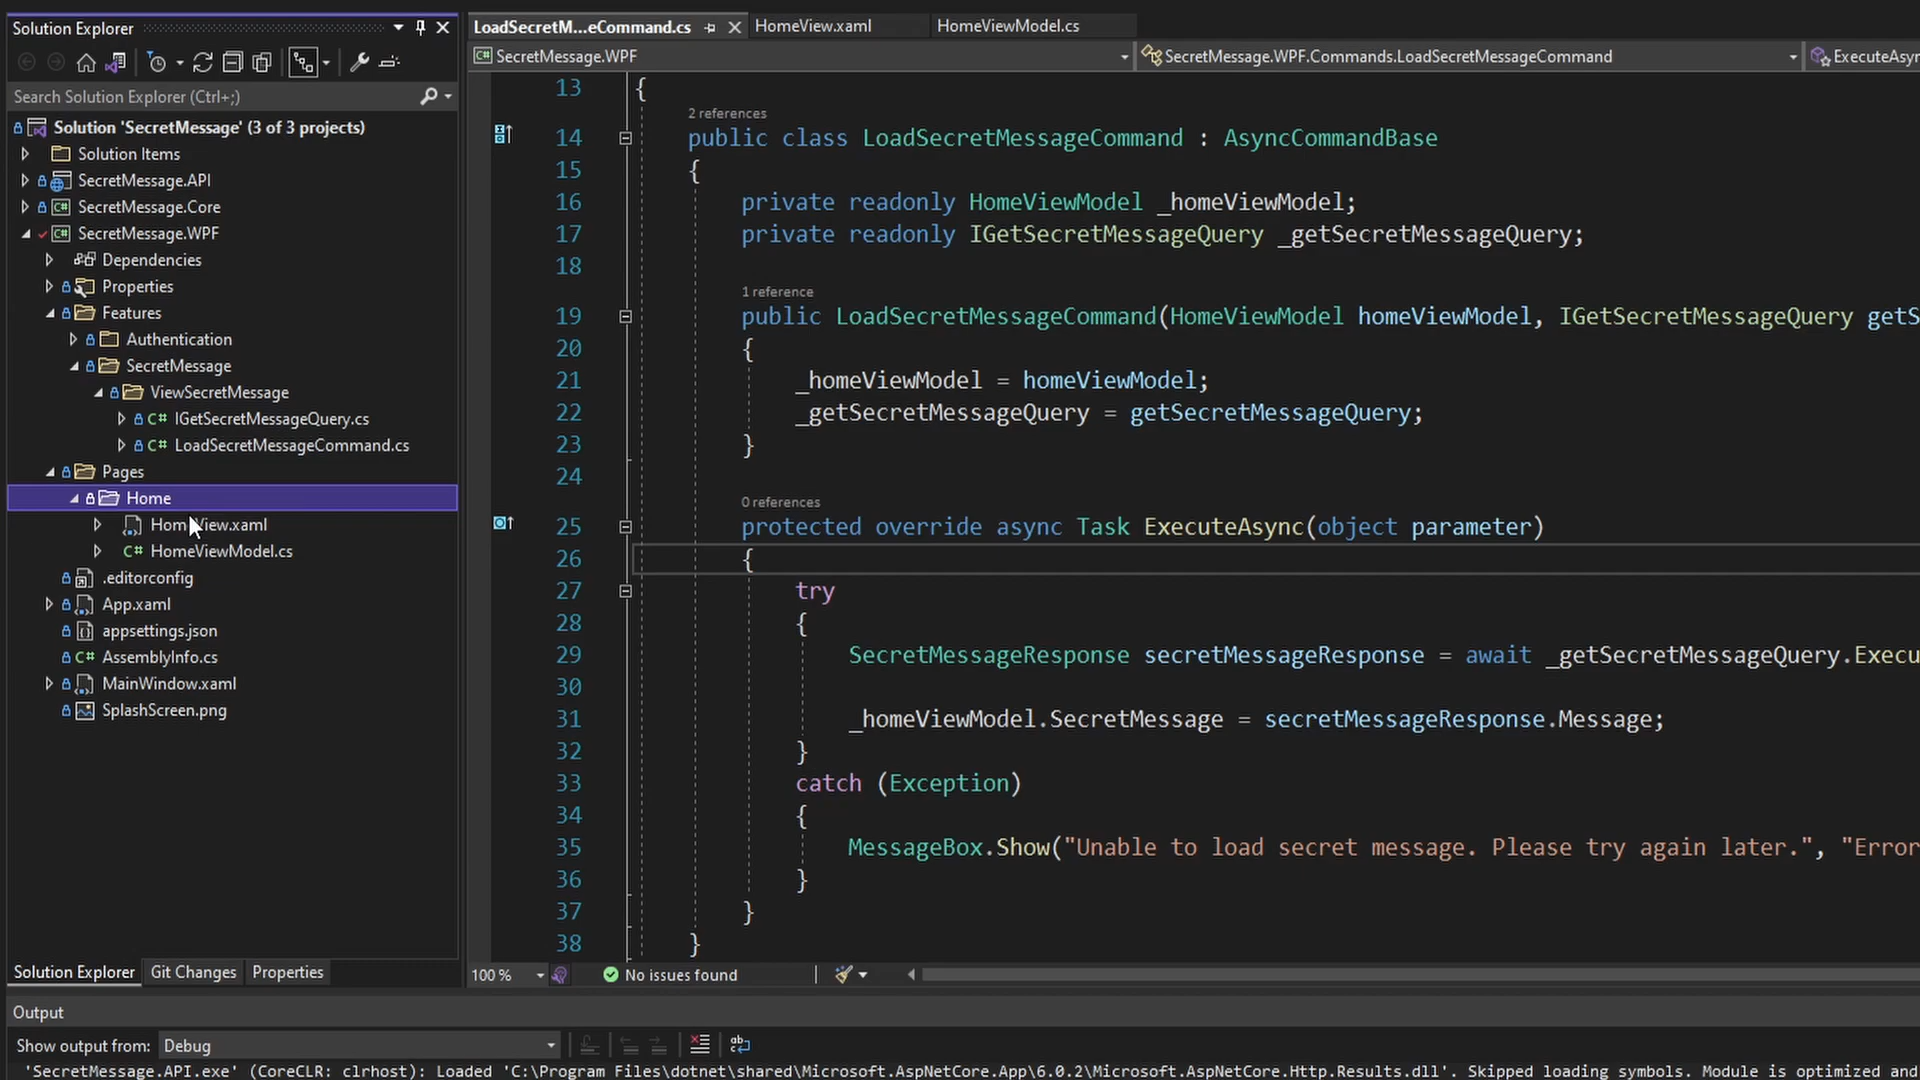 Solution Explorer
Search Solution Explorer (Ctrl+;)
Solution 'SecretMessage' (3 of 3 projects)
Solution Items
SecretMessage.API
SecretMessage.Core
SecretMessage.WPF
Dependencies
Properties
Features
Authentication
SecretMessage
ViewSecretMessage
C# IGetSecretMessageQuery.cs
C# LoadSecretMessageCommand.cs
Pages
Home
HomeView.xaml
C# HomeViewModel.cs
.editorconfig
App.xaml
appsettings.json
C# AssemblyInfo.cs
MainWindow.xaml
SplashScreen.png
Solution Explorer Git Changes Properties
LoadSecretM...eCommand.cs HomeView.xaml HomeViewModel.cs
SecretMessage.WPF SecretMessage.WPF.Commands.LoadSecretMessageCommand ExecuteAsyn
13 {
2 references
14 public class LoadSecretMessageCommand : AsyncCommandBase
15 {
16 private readonly HomeViewModel _homeViewModel;
17 private readonly IGetSecretMessageQuery _getSecretMessageQuery;
18
1 reference
19 public LoadSecretMessageCommand(HomeViewModel homeViewModel, IGetSecretMessageQuery getS
20 {
21 _homeViewModel = homeViewModel;
22 _getSecretMessageQuery = getSecretMessageQuery;
23 }
24
0 references
25 protected override async Task ExecuteAsync(object parameter)
26 {
27 try
28 {
29 SecretMessageResponse secretMessageResponse = await _getSecretMessageQuery.Execu
30
31 _homeViewModel.SecretMessage = secretMessageResponse.Message;
32 }
33 catch (Exception)
34 {
35 MessageBox.Show("Unable to load secret message. Please try again later.", "Error
36 }
37 }
38 }
100 % No issues found
Output
Show output from: Debug
'SecretMessage.API.exe' (CoreCLR: clrhost): Loaded 'C:\Program Files\dotnet\shared\Microsoft.AspNetCore.App\6.0.2\Microsoft.AspNetCore.Http.Results.dll'. Skipped loading symbols. Module is optimized and